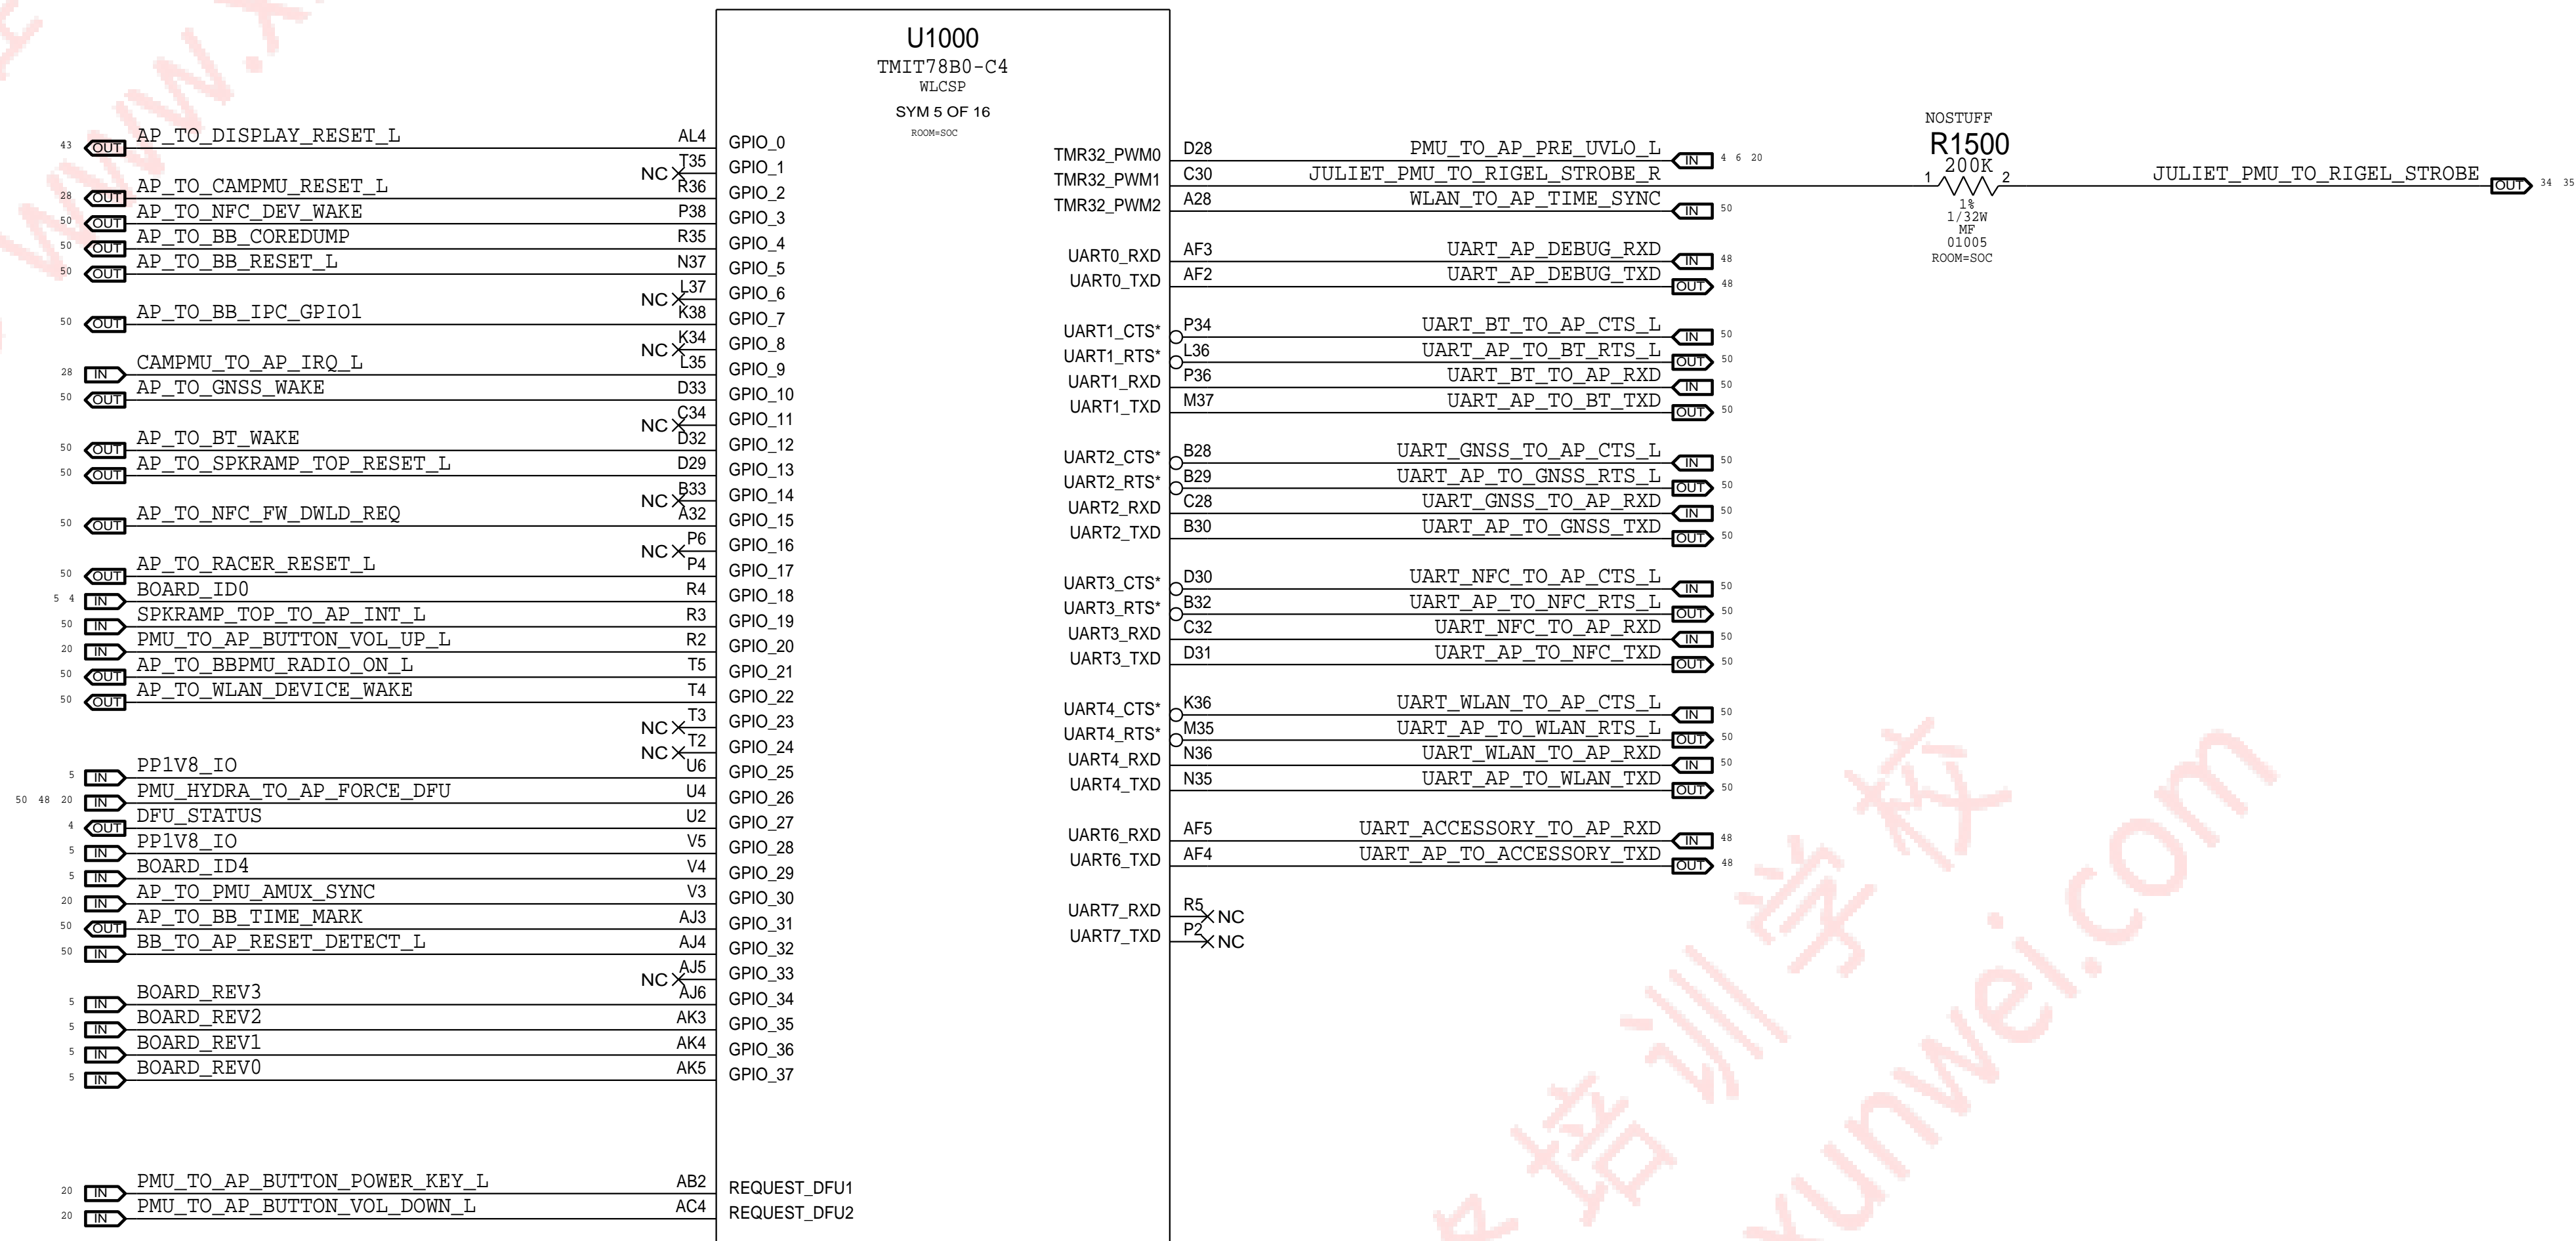 U1000
TMIT78B0-C4
WLCSP
SYM 5 OF 16
ROOM=SOC
43 OUT AP_TO_DISPLAY_RESET_L AL4 GPIO_0
NC T35 GPIO_1
28 OUT AP_TO_CAMPMU_RESET_L R36 GPIO_2
50 OUT AP_TO_NFC_DEV_WAKE P38 GPIO_3
50 OUT AP_TO_BB_COREDUMP R35 GPIO_4
50 OUT AP_TO_BB_RESET_L N37 GPIO_5
NC L37 GPIO_6
50 OUT AP_TO_BB_IPC_GPIO1 K38 GPIO_7
NC K34 GPIO_8
28 IN CAMPMU_TO_AP_IRQ_L L35 GPIO_9
50 OUT AP_TO_GNSS_WAKE D33 GPIO_10
NC C34 GPIO_11
50 OUT AP_TO_BT_WAKE D32 GPIO_12
50 OUT AP_TO_SPKRAMP_TOP_RESET_L D29 GPIO_13
NC B33 GPIO_14
50 OUT AP_TO_NFC_FW_DWLD_REQ A32 GPIO_15
NC P6 GPIO_16
50 OUT AP_TO_RACER_RESET_L P4 GPIO_17
5 4 IN BOARD_ID0 R4 GPIO_18
50 IN SPKRAMP_TOP_TO_AP_INT_L R3 GPIO_19
20 IN PMU_TO_AP_BUTTON_VOL_UP_L R2 GPIO_20
50 OUT AP_TO_BBPMU_RADIO_ON_L T5 GPIO_21
50 OUT AP_TO_WLAN_DEVICE_WAKE T4 GPIO_22
NC T3 GPIO_23
NC T2 GPIO_24
5 IN PP1V8_IO U6 GPIO_25
50 48 20 IN PMU_HYDRA_TO_AP_FORCE_DFU U4 GPIO_26
4 OUT DFU_STATUS U2 GPIO_27
5 IN PP1V8_IO V5 GPIO_28
5 IN BOARD_ID4 V4 GPIO_29
20 IN AP_TO_PMU_AMUX_SYNC V3 GPIO_30
50 OUT AP_TO_BB_TIME_MARK AJ3 GPIO_31
50 IN BB_TO_AP_RESET_DETECT_L AJ4 GPIO_32
NC AJ5 GPIO_33
5 IN BOARD_REV3 AJ6 GPIO_34
5 IN BOARD_REV2 AK3 GPIO_35
5 IN BOARD_REV1 AK4 GPIO_36
5 IN BOARD_REV0 AK5 GPIO_37
20 IN PMU_TO_AP_BUTTON_POWER_KEY_L AB2 REQUEST_DFU1
20 IN PMU_TO_AP_BUTTON_VOL_DOWN_L AC4 REQUEST_DFU2
TMR32_PWM0 D28 PMU_TO_AP_PRE_UVLO_L IN 4 6 20
TMR32_PWM1 C30 JULIET_PMU_TO_RIGEL_STROBE_R
TMR32_PWM2 A28 WLAN_TO_AP_TIME_SYNC IN 50
UART0_RXD AF3 UART_AP_DEBUG_RXD IN 48
UART0_TXD AF2 UART_AP_DEBUG_TXD OUT 48
UART1_CTS* P34 UART_BT_TO_AP_CTS_L IN 50
UART1_RTS* L36 UART_AP_TO_BT_RTS_L OUT 50
UART1_RXD P36 UART_BT_TO_AP_RXD IN 50
UART1_TXD M37 UART_AP_TO_BT_TXD OUT 50
UART2_CTS* B28 UART_GNSS_TO_AP_CTS_L IN 50
UART2_RTS* B29 UART_AP_TO_GNSS_RTS_L OUT 50
UART2_RXD C28 UART_GNSS_TO_AP_RXD IN 50
UART2_TXD B30 UART_AP_TO_GNSS_TXD OUT 50
UART3_CTS* D30 UART_NFC_TO_AP_CTS_L IN 50
UART3_RTS* B32 UART_AP_TO_NFC_RTS_L OUT 50
UART3_RXD C32 UART_NFC_TO_AP_RXD IN 50
UART3_TXD D31 UART_AP_TO_NFC_TXD OUT 50
UART4_CTS* K36 UART_WLAN_TO_AP_CTS_L IN 50
UART4_RTS* M35 UART_AP_TO_WLAN_RTS_L OUT 50
UART4_RXD N36 UART_WLAN_TO_AP_RXD IN 50
UART4_TXD N35 UART_AP_TO_WLAN_TXD OUT 50
UART6_RXD AF5 UART_ACCESSORY_TO_AP_RXD IN 48
UART6_TXD AF4 UART_AP_TO_ACCESSORY_TXD OUT 48
UART7_RXD R5 NC
UART7_TXD P2 NC
NOSTUFF
R1500
200K
1 2 JULIET_PMU_TO_RIGEL_STROBE OUT 34 35
1%
1/32W
MF
01005
ROOM=SOC
www.x
培训学校
xunwei.com